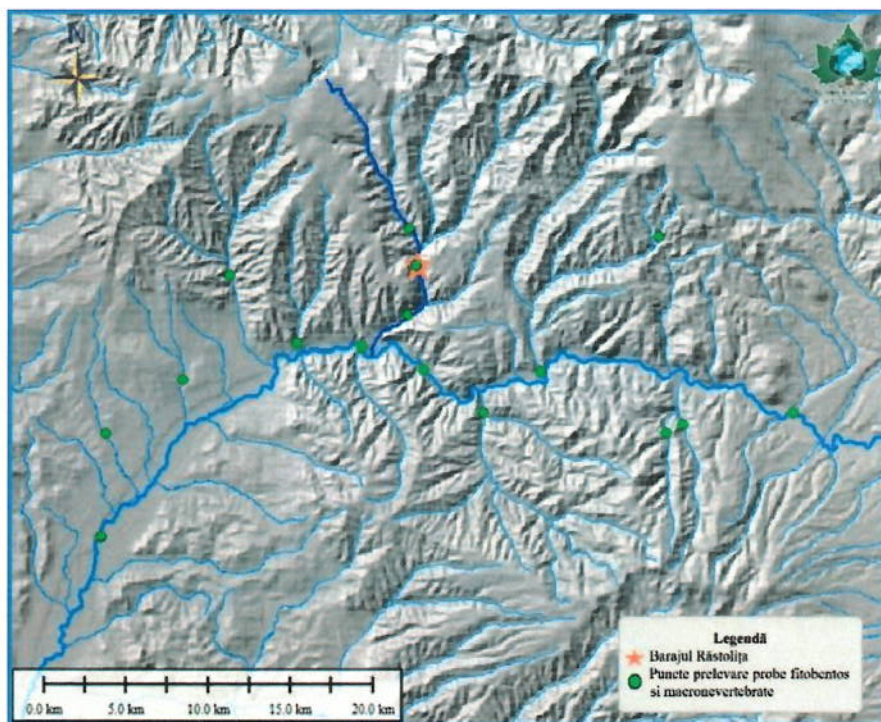 N
Legendă
Barajul Răstolița
Puncte prelevare probe fitobentos
si macronevertebrate
0.0 km 5.0 km 10.0 km 15.0 km 20.0 km